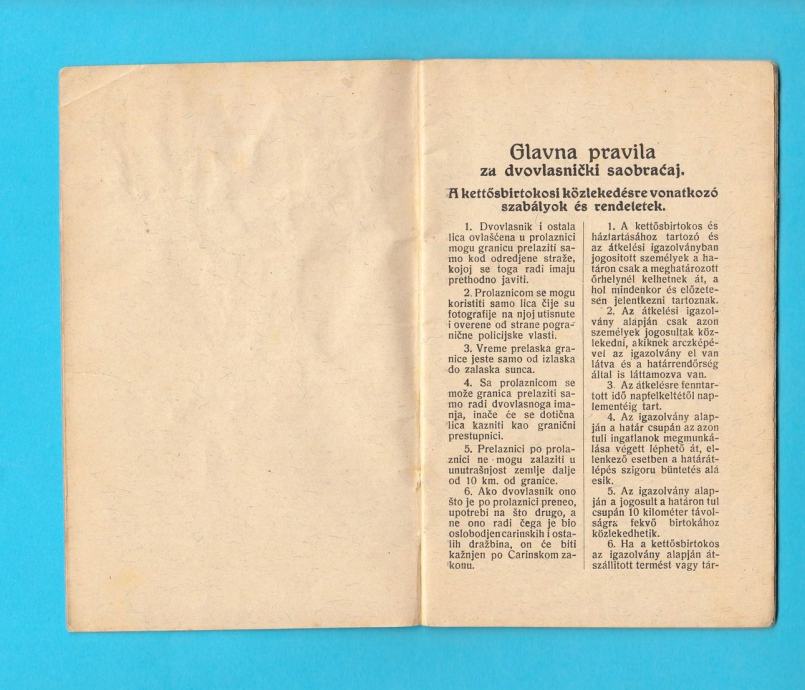 Glavna pravila
za dvovlasnički saobraćaj.
A kettősbirtokosi közlekedésre vonatkozó
szabályok és rendeletek.
1. Dvovlasnik i ostala
lica ovlašćena u prolaznici
mogu granicu prelaziti sa-
mo kod odredjene straže,
kojoj se toga radi imaju
prethodno javiti.
2. Prolaznicom se mogu
koristiti samo lica čije su
fotografije na njoj utisnute
i overene od strane pogra-
nične policijske vlasti.
3. Vreme prelaska gra-
nice jeste samo od izlaska
do zalaska sunca.
4. Sa prolaznicom se
može granica prelaziti sa-
mo radi dvovlasnoga ima-
nja, inače će se dotična
lica kazniti kao granični
prestupnici.
5. Prelaznici po prola-
znici ne mogu zalaziti u
unutrašnjost zemlje dalje
od 10 km. od granice.
6. Ako dvovlasnik ono
što je po prolaznici preneo,
upotrebi na što drugo, a
ne ono radi čega je bio
oslobodjen carinskih i osta-
lih dražbina, on će biti
kažnjen po Carinskom za-
konu.
1. A kettősbirtokos és
háztartásához tartozó és
az átkelési igazolványban
jogositott személyek a ha-
táron csak a meghatározott
őrhelynél kelhetnek át, a
hol mindenkor és előzete-
sén jelentkezni tartoznak.
2. Az átkelési igazol-
vány alapján csak azon
személyek jogosultak köz-
lekedni, akiknek arczképé-
vel az igazolvány el van
látva és a határrendőrség
által is láttamozva van.
3. Az átkelésre fenntar-
tott idő napfelkeltétől nap-
lementéig tart.
4. Az igazolvány alap-
ján a határ csupán az azon
tuli ingatlanok megmunká-
lása végett léphető át, el-
lenkező esetben a határát-
lépés szigoru büntetés alá
esik.
5. Az igazolvány alap-
ján a jogosult a határon tul
csupán 10 kilométer távol-
ságra fekvő birtokához
közlekedhetik.
6. Ha a kettősbirtokos
az igazolvány alapján át-
szállitott termést vagy tár-